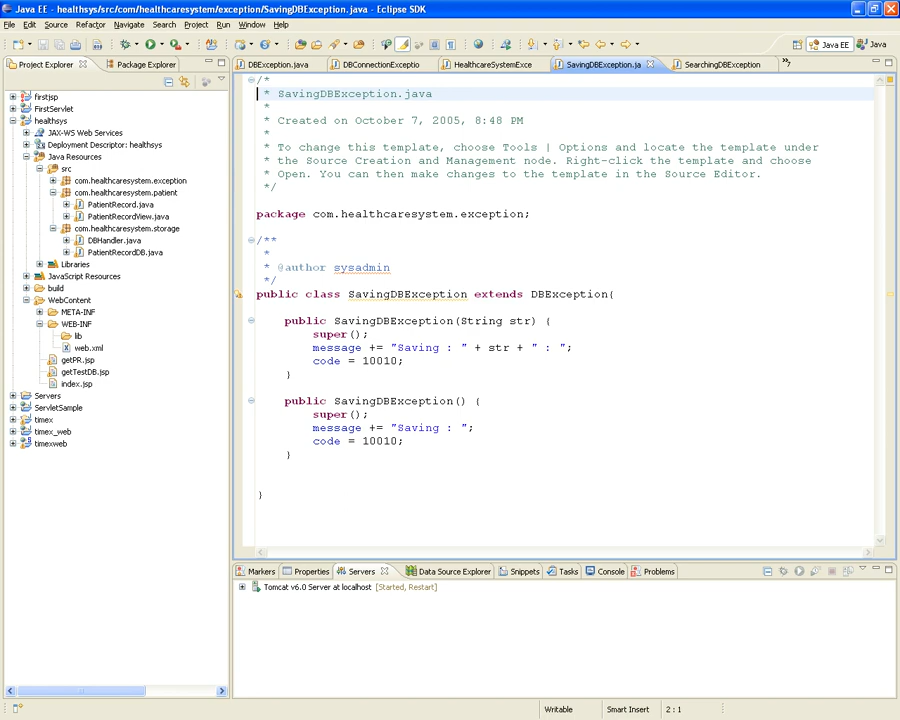 Java EE - healthsys/src/com/healthcaresystem/exception/SavingDBException.java - Eclipse SDK
File Edit Source Refactor Navigate Search Project Run Window Help
Java EE Java
Project Explorer Package Explorer
DBException.java DBConnectionExceptio HealthcareSystemExce SavingDBException.ja SearchingDBException 7
firstjsp
FirstServlet
healthsys
JAX-WS Web Services
Deployment Descriptor: healthsys
Java Resources
src
com.healthcaresystem.exception
com.healthcaresystem.patient
PatientRecord.java
PatientRecordView.java
com.healthcaresystem.storage
DBHandler.java
PatientRecordDB.java
Libraries
JavaScript Resources
build
WebContent
META-INF
WEB-INF
lib
web.xml
getPR.jsp
getTestDB.jsp
index.jsp
Servers
ServletSample
timex
timex_web
timexweb
/*
* SavingDBException.java
*
* Created on October 7, 2005, 8:48 PM
*
* To change this template, choose Tools | Options and locate the template under
* the Source Creation and Management node. Right-click the template and choose
* Open. You can then make changes to the template in the Source Editor.
*/
package com.healthcaresystem.exception;
/**
*
* @author sysadmin
*/
public class SavingDBException extends DBException{
public SavingDBException(String str) {
super();
message += "Saving : " + str + " : ";
code = 10010;
}
public SavingDBException() {
super();
message += "Saving : ";
code = 10010;
}
}
Markers Properties Servers Data Source Explorer Snippets Tasks Console Problems
Tomcat v6.0 Server at localhost [Started, Restart]
Writable Smart Insert 2 : 1